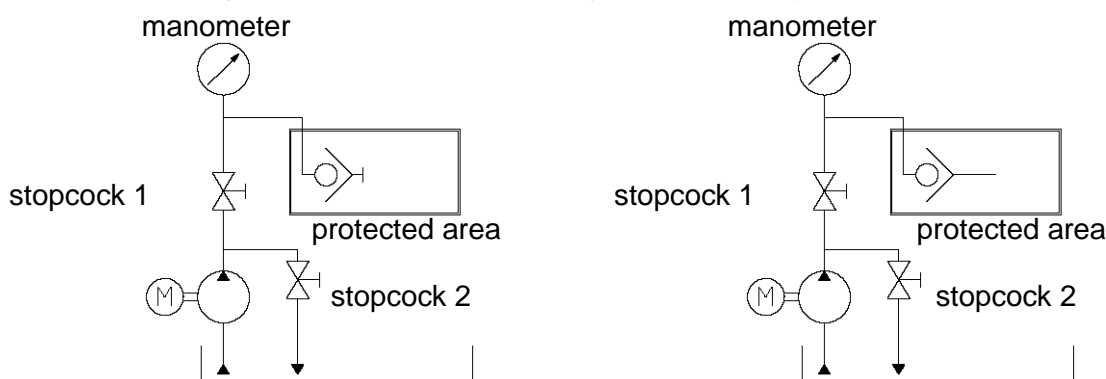 manometer
stopcock 1
protected area
M
stopcock 2
manometer
stopcock 1
protected area
M
stopcock 2